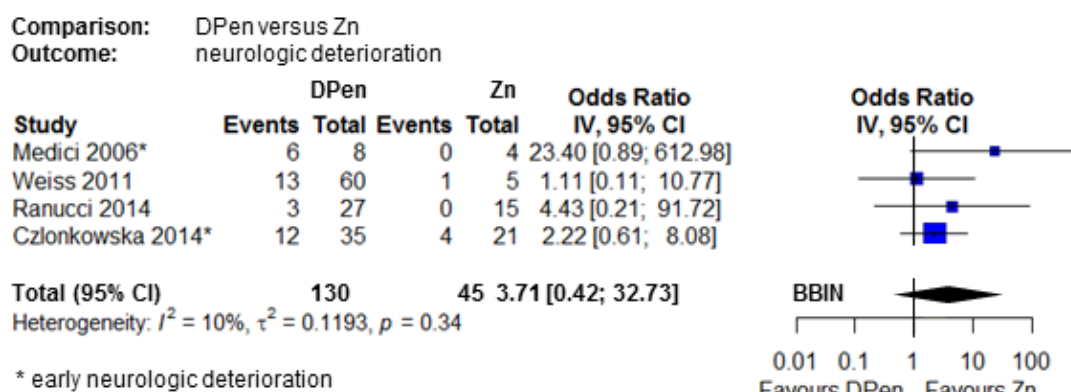 Comparison: DPen versus Zn
Outcome: neurologic deterioration
DPen Zn Odds Ratio Odds Ratio
Study Events Total Events Total IV, 95% CI IV, 95% CI
Medici 2006* 6 8 0 4 23.40 [0.89; 612.98]
Weiss 2011 13 60 1 5 1.11 [0.11; 10.77]
Ranucci 2014 3 27 0 15 4.43 [0.21; 91.72]
Czlonkowska 2014* 12 35 4 21 2.22 [0.61; 8.08]
Total (95% CI) 130 45 3.71 [0.42; 32.73] BBIN
Heterogeneity: I² = 10%, τ² = 0.1193, p = 0.34
0.01 0.1 1 10 100
* early neurologic deterioration
Favours DPen Favours Zn